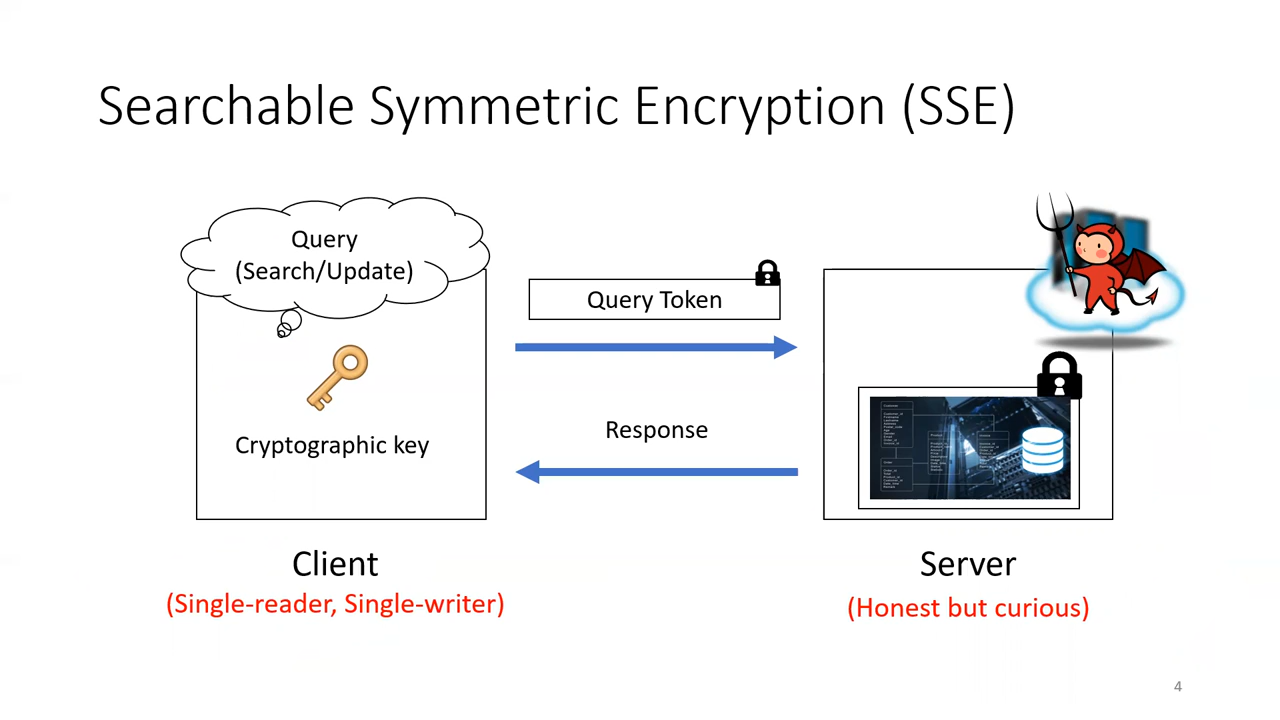 Searchable Symmetric Encryption (SSE)
Query
(Search/Update)
Query Token
Cryptographic key
Response
Client
(Single-reader, Single-writer)
Server
(Honest but curious)
4